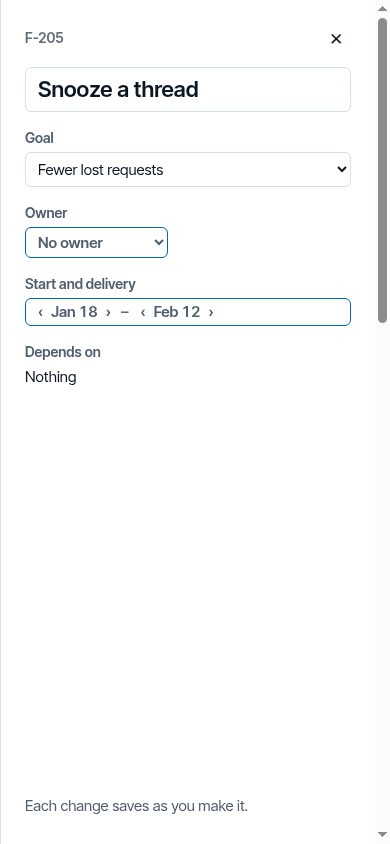 F-205 ✕
Snooze a thread
Goal
Fewer lost requests
Owner
No owner
Start and delivery
‹ Jan 18 › – ‹ Feb 12 ›
Depends on
Nothing
Each change saves as you make it.